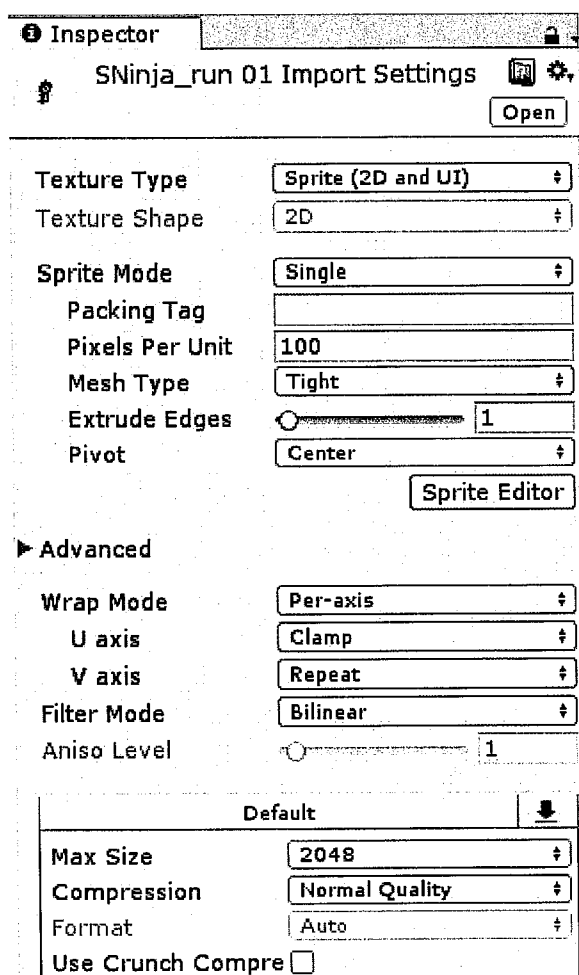 Inspector
SNinja_run 01 Import Settings
Open
Texture Type Sprite (2D and UI)
Texture Shape 2D
Sprite Mode Single
Packing Tag
Pixels Per Unit 100
Mesh Type Tight
Extrude Edges 1
Pivot Center
Sprite Editor
Advanced
Wrap Mode Per-axis
U axis Clamp
V axis Repeat
Filter Mode Bilinear
Aniso Level 1
Default
Max Size 2048
Compression Normal Quality
Format Auto
Use Crunch Compre